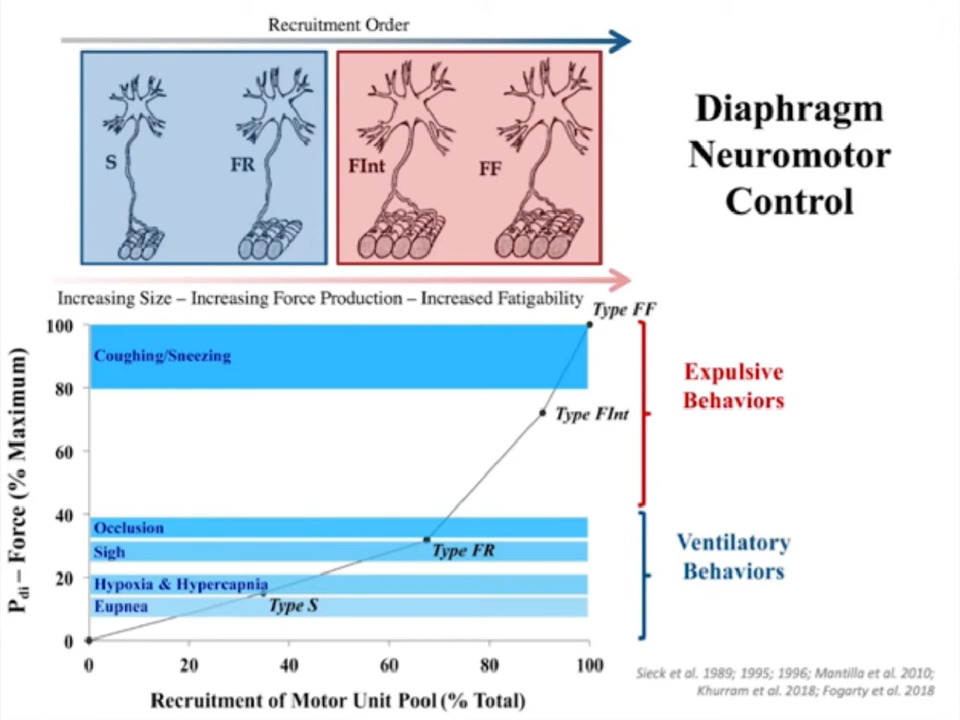 Recruitment Order
S
FR
FInt
FF
Diaphragm
Neuromotor
Control
Increasing Size – Increasing Force Production – Increased Fatigability
Type FF
100
Coughing/Sneezing
80
Type FInt
60
40
Occlusion
Sigh
Type FR
20
Hypoxia & Hypercapnia
Eupnea
Type S
0
0
20
40
60
80
100
Pdi – Force (% Maximum)
Recruitment of Motor Unit Pool (% Total)
Expulsive
Behaviors
Ventilatory
Behaviors
Sieck et al. 1989; 1995; 1996; Mantilla et al. 2010;
Khurram et al. 2018; Fogarty et al. 2018